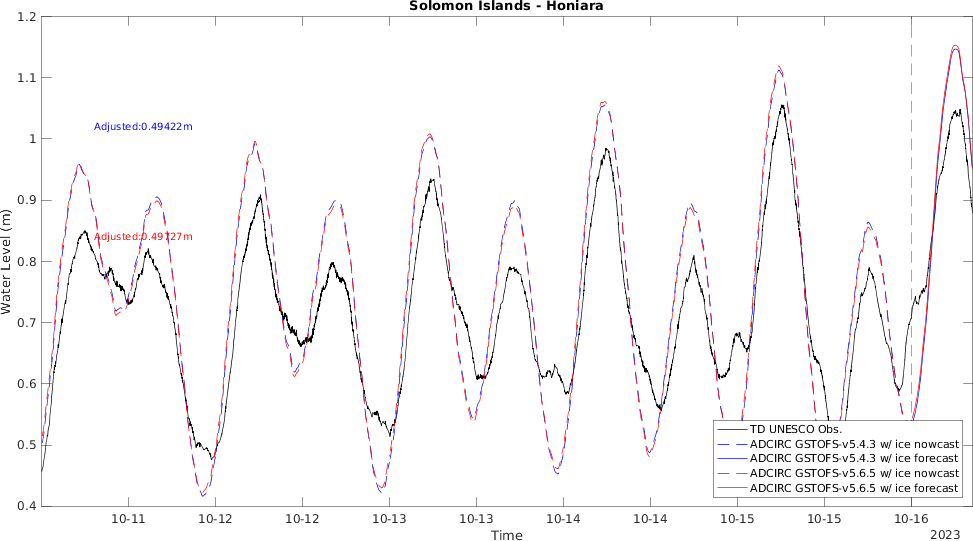 Solomon Islands - Honiara
1.2
1.1
1
0.9
0.8
0.7
0.6
0.5
0.4
Water Level (m)
Adjusted:0.49422m
Adjusted:0.49727m
TD UNESCO Obs.
ADCIRC GSTOFS-v5.4.3 w/ ice nowcast
ADCIRC GSTOFS-v5.4.3 w/ ice forecast
ADCIRC GSTOFS-v5.6.5 w/ ice nowcast
ADCIRC GSTOFS-v5.6.5 w/ ice forecast
10-11 10-12 10-12 10-13 10-13 10-14 10-14 10-15 10-15 10-16
Time
2023